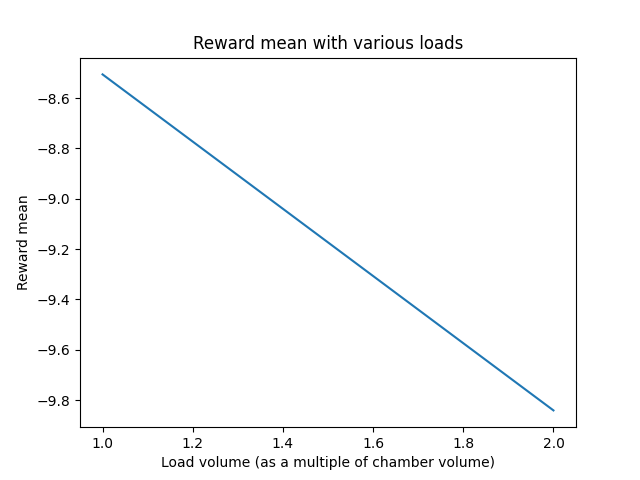 Reward mean with various loads
Reward mean
−8.6
−8.8
−9.0
−9.2
−9.4
−9.6
−9.8
1.0 1.2 1.4 1.6 1.8 2.0
Load volume (as a multiple of chamber volume)